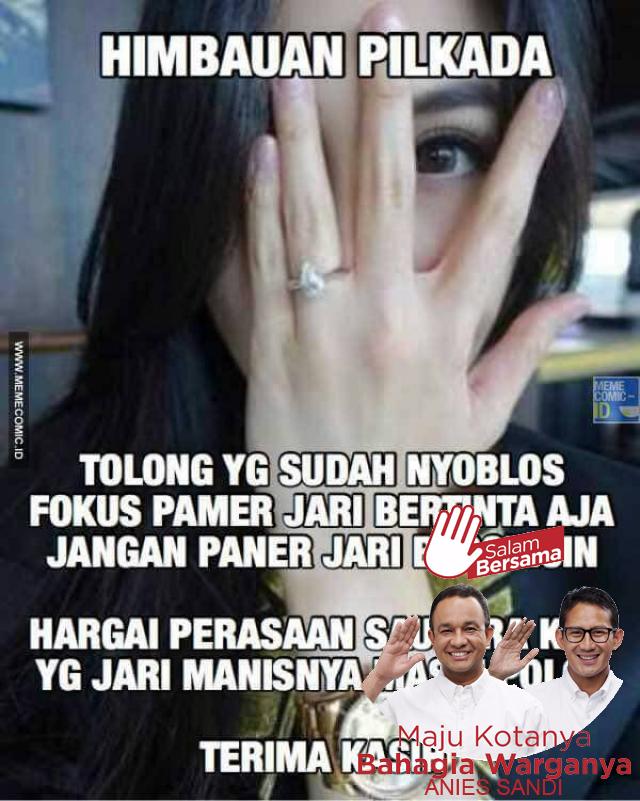 HIMBAUAN PILKADA
WWW.MEMECOMIC.ID
MEME
COMIC-
ID
TOLONG YG SUDAH NYOBLOS
FOKUS PAMER JARI BERTINTA AJA
JANGAN PANER JARI
Salam
Bersama
HARGAI PERASAAN
YG JARI MANISNYA
TERIMA KASIH
Maju Kotanya
Bahagia Warganya
ANIES SANDI